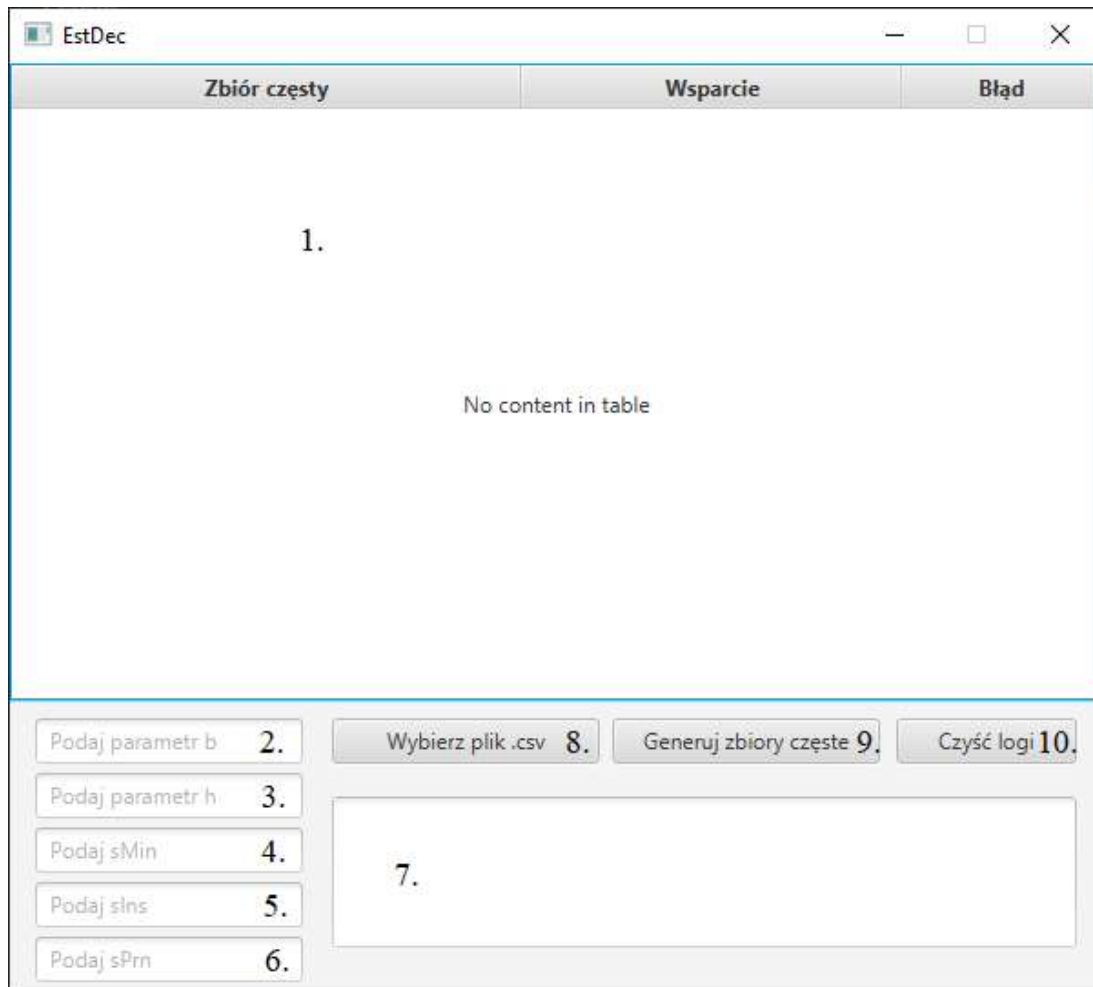 EstDec
Zbiór częsty Wsparcie Błąd
1.
No content in table
Podaj parametr b 2. Wybierz plik .csv 8. Generuj zbiory częste 9. Czyść logi 10.
Podaj parametr h 3.
Podaj sMin 4.
7.
Podaj sIns 5.
Podaj sPrn 6.